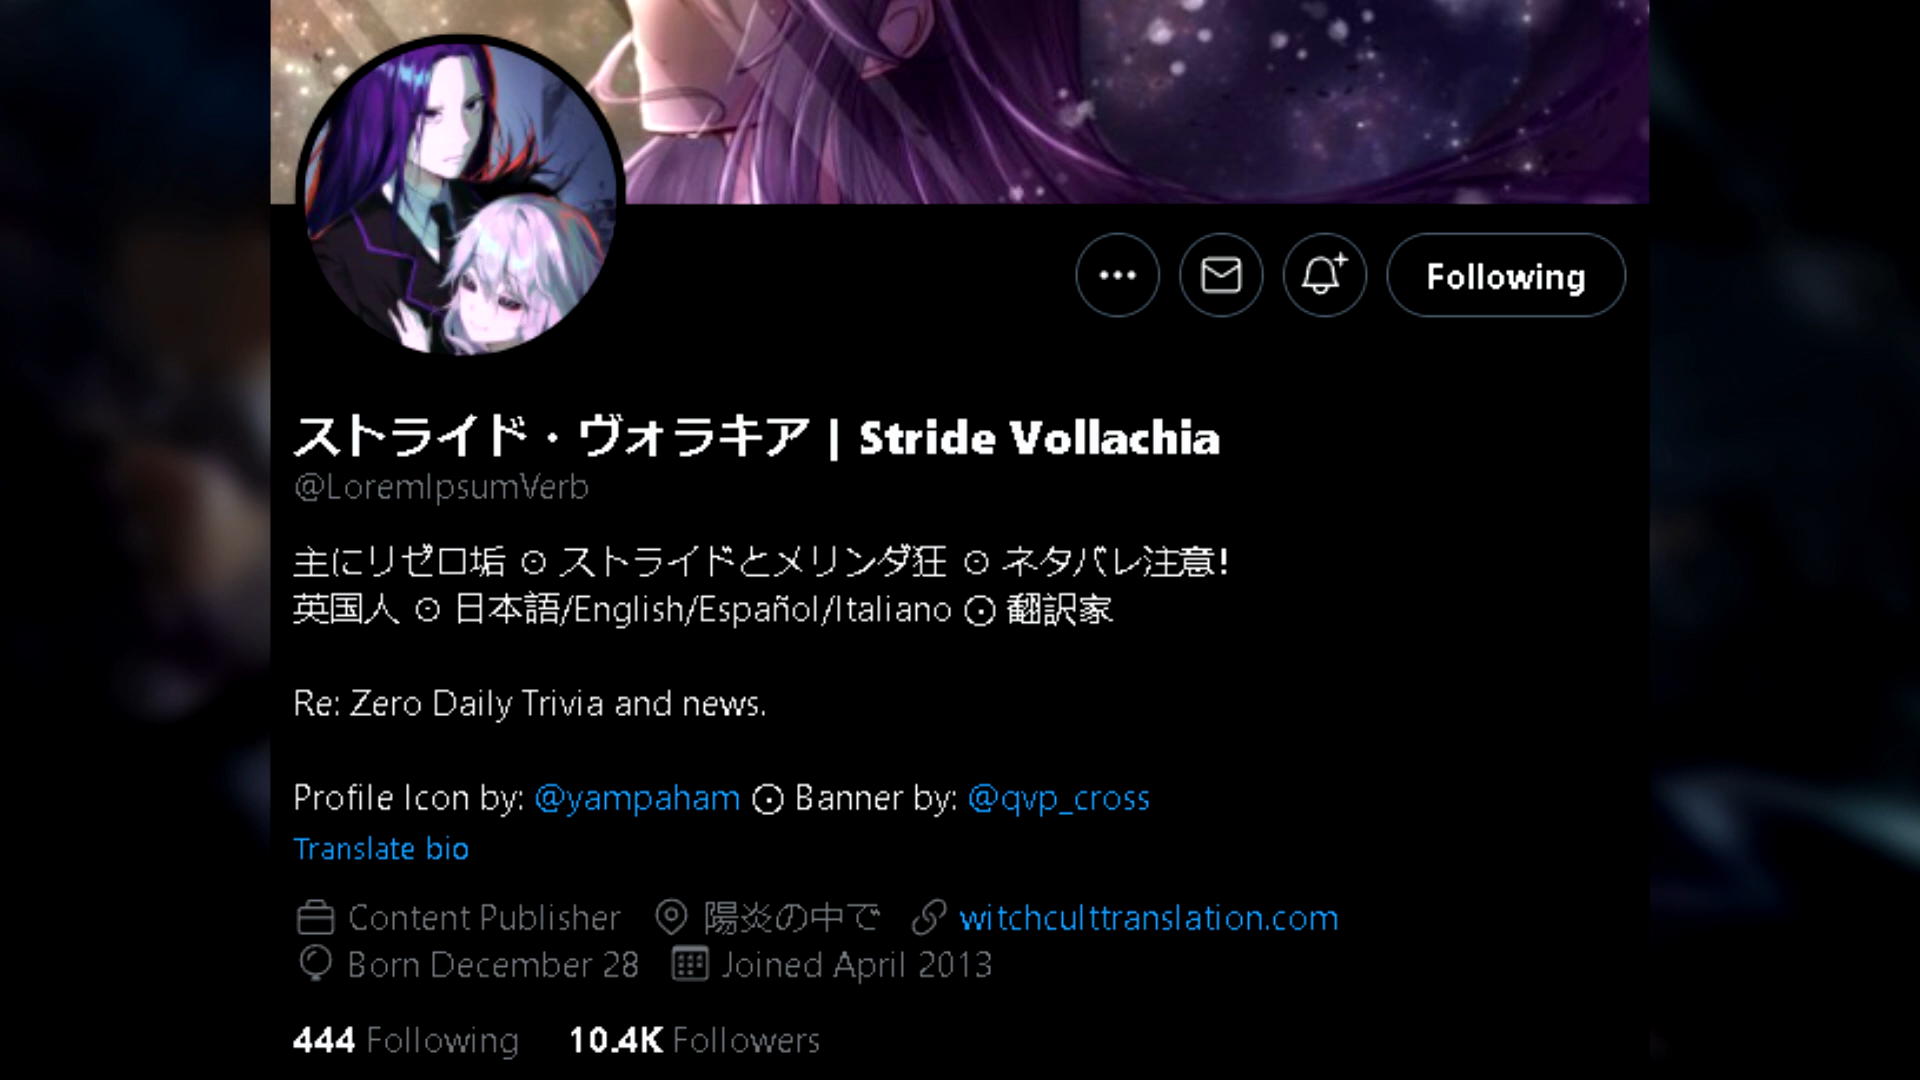 Following
ストライド・ヴォラキア | Stride Vollachia
@LoremIpsumVerb
主にリゼロ垢 ⊙ ストライドとメリンダ狂 ⊙ ネタバレ注意!
英国人 ⊙ 日本語/English/Español/Italiano ⊙ 翻訳家
Re: Zero Daily Trivia and news.
Profile Icon by: @yampaham ⊙ Banner by: @qvp_cross
Translate bio
Content Publisher 陽炎の中で witchculttranslation.com
Born December 28 Joined April 2013
444 Following 10.4K Followers